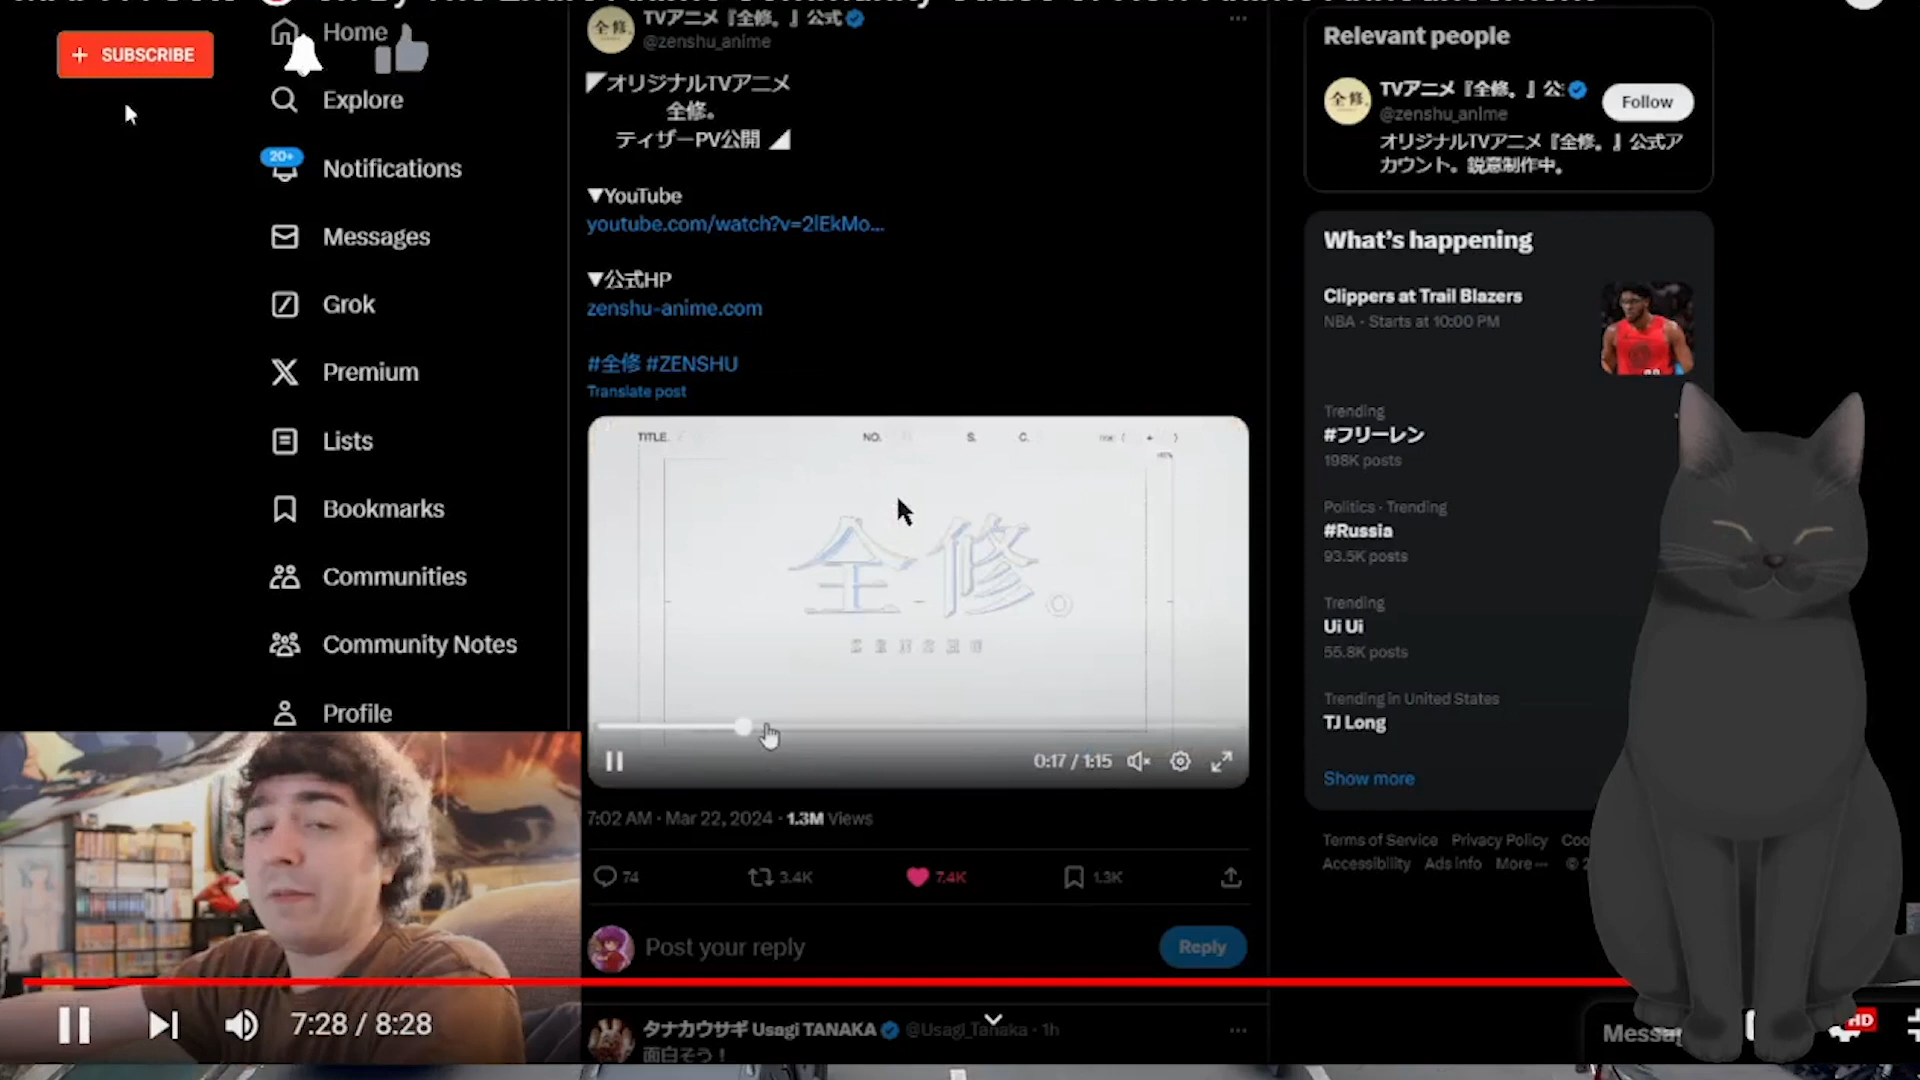 SUBSCRIBE
Home
Explore
20+
Notifications
Messages
Grok
Premium
Lists
Bookmarks
Communities
Community Notes
Profile
全修.
TVアニメ『全修。』公式
@zenshu_anime
◤オリジナルTVアニメ
全修。
ティザーPV公開 ◢
▼YouTube
youtube.com/watch?v=2lEkMo...
▼公式HP
zenshu-anime.com
#全修 #ZENSHU
Translate post
TITLE
NO.
S.
C.
全修。
ZENSHU
0:17 / 1:15
7:02 AM · Mar 22, 2024 · 1.3M Views
74
3.4K
7.4K
1.3K
Post your reply
Reply
タナカウサギ Usagi TANAKA @Usagi_Tanaka · 1h
面白そう！
Relevant people
全修.
TVアニメ『全修。』公
@zenshu_anime
Follow
オリジナルTVアニメ『全修。』公式ア
カウント。鋭意制作中。
What's happening
Clippers at Trail Blazers
NBA · Starts at 10:00 PM
Trending
#フリーレン
198K posts
Politics · Trending
#Russia
93.5K posts
Trending
Ui Ui
55.8K posts
Trending in United States
TJ Long
Show more
Terms of Service Privacy Policy
Accessibility Ads info More ···
7:28 / 8:28
HD